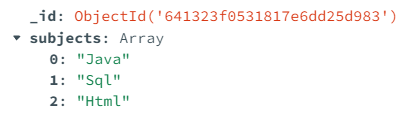 _id: ObjectId('641323f0531817e6dd25d983')
subjects: Array
0: "Java"
1: "Sql"
2: "Html"